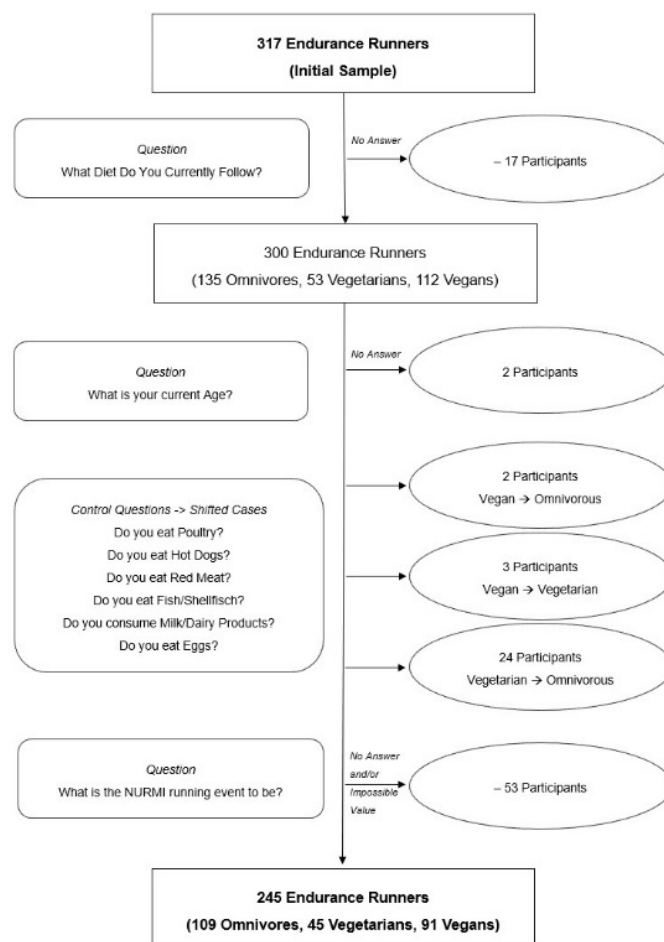 317 Endurance Runners
(Initial Sample)
Question
What Diet Do You Currently Follow?
No Answer
– 17 Participants
300 Endurance Runners
(135 Omnivores, 53 Vegetarians, 112 Vegans)
Question
What is your current Age?
No Answer
2 Participants
Control Questions -> Shifted Cases
Do you eat Poultry?
Do you eat Hot Dogs?
Do you eat Red Meat?
Do you eat Fish/Shellfisch?
Do you consume Milk/Dairy Products?
Do you eat Eggs?
2 Participants
Vegan → Omnivorous
3 Participants
Vegan → Vegetarian
24 Participants
Vegetarian → Omnivorous
Question
What is the NURMI running event to be?
No Answer
and/or
Impossible
Value
– 53 Participants
245 Endurance Runners
(109 Omnivores, 45 Vegetarians, 91 Vegans)